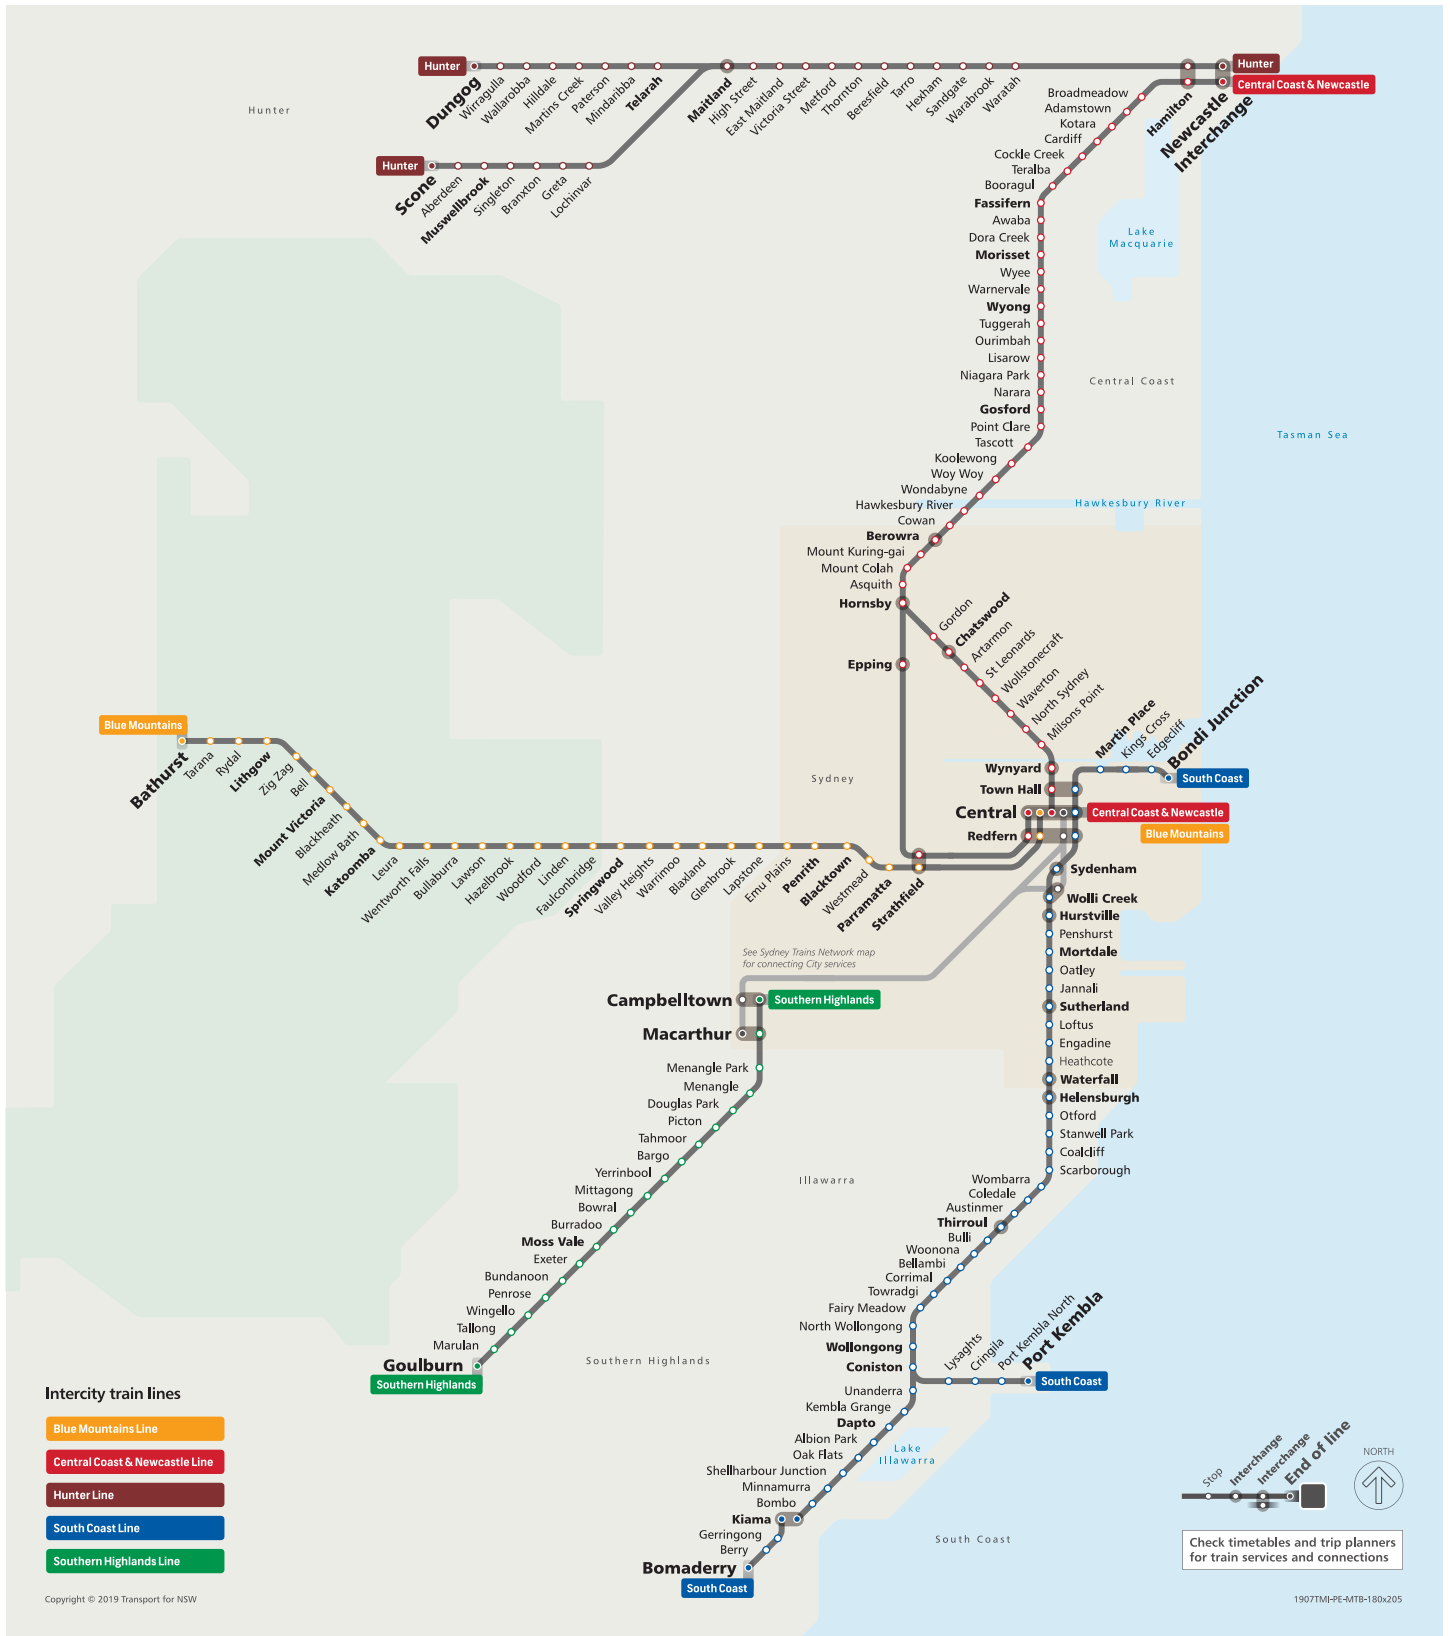 Hunter
Dungog
Wirragulla
Wallarobba
Hilldale
Martins Creek
Paterson
Mindaribba
Telarah
Maitland
High Street
East Maitland
Victoria Street
Metford
Thornton
Beresfield
Tarro
Hexham
Sandgate
Warabrook
Waratah
Hamilton
Newcastle
Interchange
Hunter
Central Coast & Newcastle
Hunter
Hunter
Scone
Aberdeen
Muswellbrook
Singleton
Branxton
Greta
Lochinvar
Broadmeadow
Adamstown
Kotara
Cardiff
Cockle Creek
Teralba
Booragul
Fassifern
Awaba
Dora Creek
Morisset
Wyee
Warnervale
Wyong
Tuggerah
Ourimbah
Lisarow
Niagara Park
Narara
Gosford
Point Clare
Tascott
Koolewong
Woy Woy
Wondabyne
Hawkesbury River
Cowan
Berowra
Mount Kuring-gai
Mount Colah
Asquith
Hornsby
Epping
Lake
Macquarie
Central Coast
Tasman Sea
Hawkesbury River
Gordon
Chatswood
Artarmon
St Leonards
Wollstonecraft
Waverton
North Sydney
Milsons Point
Wynyard
Town Hall
Central
Redfern
Martin Place
Kings Cross
Edgecliff
Bondi Junction
South Coast
Central Coast & Newcastle
Blue Mountains
Sydney
Blue Mountains
Bathurst
Tarana
Rydal
Lithgow
Zig Zag
Bell
Mount Victoria
Blackheath
Medlow Bath
Katoomba
Leura
Wentworth Falls
Bullaburra
Lawson
Hazelbrook
Woodford
Linden
Faulconbridge
Springwood
Valley Heights
Warrimoo
Blaxland
Glenbrook
Lapstone
Emu Plains
Penrith
Blacktown
Westmead
Parramatta
Strathfield
Sydenham
Wolli Creek
Hurstville
Penshurst
Mortdale
Oatley
Jannali
Sutherland
Loftus
Engadine
Heathcote
Waterfall
Helensburgh
Otford
Stanwell Park
Coalcliff
Scarborough
Wombarra
Coledale
Austinmer
Thirroul
Bulli
Woonona
Bellambi
Corrimal
Towradgi
Fairy Meadow
North Wollongong
Wollongong
Coniston
Lysaghts
Cringila
Port Kembla North
Port Kembla
South Coast
Unanderra
Kembla Grange
Dapto
Albion Park
Oak Flats
Shellharbour Junction
Minnamurra
Bombo
Kiama
Gerringong
Berry
Bomaderry
South Coast
Lake
Illawarra
South Coast
Illawarra
See Sydney Trains Network map
for connecting City services
Campbelltown
Southern Highlands
Macarthur
Menangle Park
Menangle
Douglas Park
Picton
Tahmoor
Bargo
Yerrinbool
Mittagong
Bowral
Burradoo
Moss Vale
Exeter
Bundanoon
Penrose
Wingello
Tallong
Marulan
Goulburn
Southern Highlands
Southern Highlands
Intercity train lines
Blue Mountains Line
Central Coast & Newcastle Line
Hunter Line
South Coast Line
Southern Highlands Line
Copyright © 2019 Transport for NSW
Stop
Interchange
Interchange
End of line
NORTH
Check timetables and trip planners
for train services and connections
1907TMJ-PE-MTB-180x205